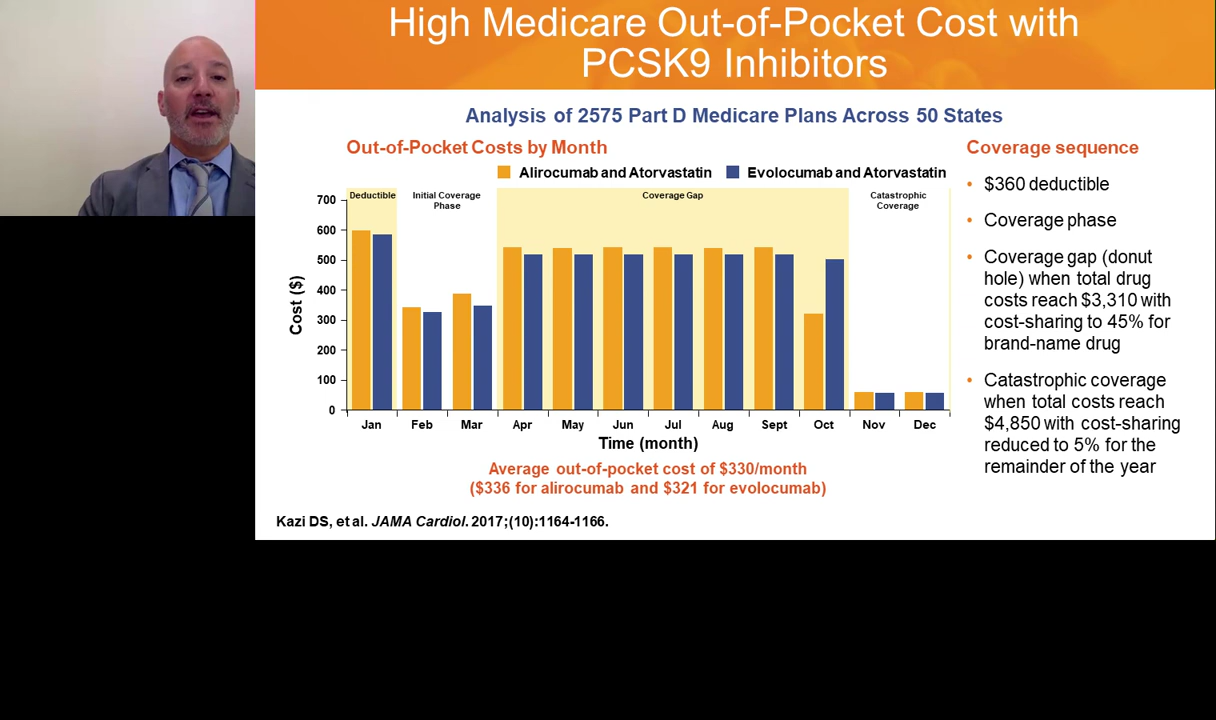 High Medicare Out-of-Pocket Cost with
PCSK9 Inhibitors
Analysis of 2575 Part D Medicare Plans Across 50 States
Out-of-Pocket Costs by Month
Alirocumab and Atorvastatin
Evolocumab and Atorvastatin
Deductible
Initial Coverage
Phase
Coverage Gap
Catastrophic
Coverage
Cost ($)
700
600
500
400
300
200
100
0
Jan Feb Mar Apr May Jun Jul Aug Sept Oct Nov Dec
Time (month)
Average out-of-pocket cost of $330/month
($336 for alirocumab and $321 for evolocumab)
Coverage sequence
• $360 deductible
• Coverage phase
• Coverage gap (donut
hole) when total drug
costs reach $3,310 with
cost-sharing to 45% for
brand-name drug
• Catastrophic coverage
when total costs reach
$4,850 with cost-sharing
reduced to 5% for the
remainder of the year
Kazi DS, et al. JAMA Cardiol. 2017;(10):1164-1166.